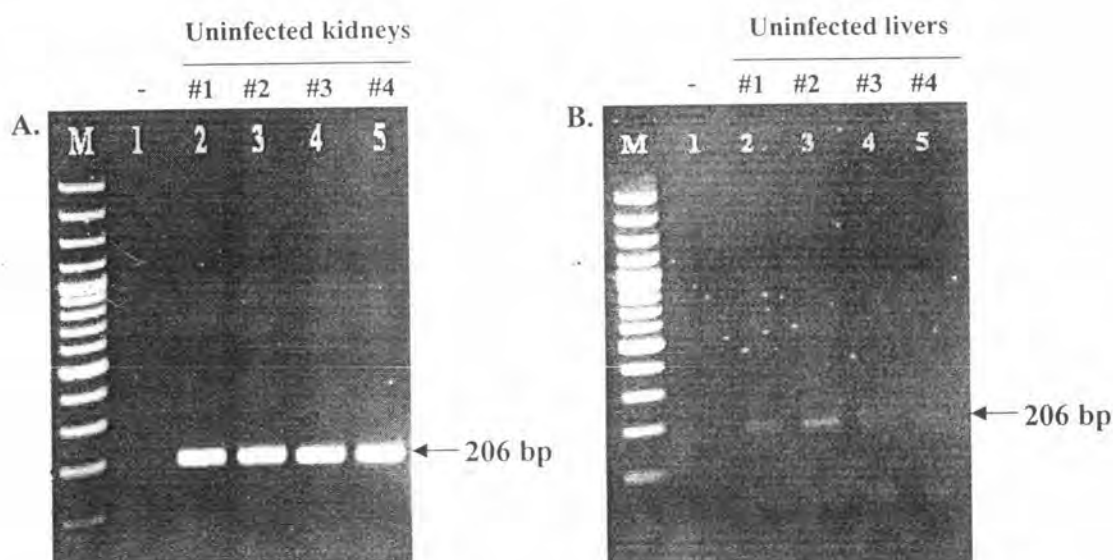 Uninfected kidneys
- #1 #2 #3 #4
A.
M 1 2 3 4 5
206 bp
Uninfected livers
- #1 #2 #3 #4
B.
M 1 2 3 4 5
206 bp